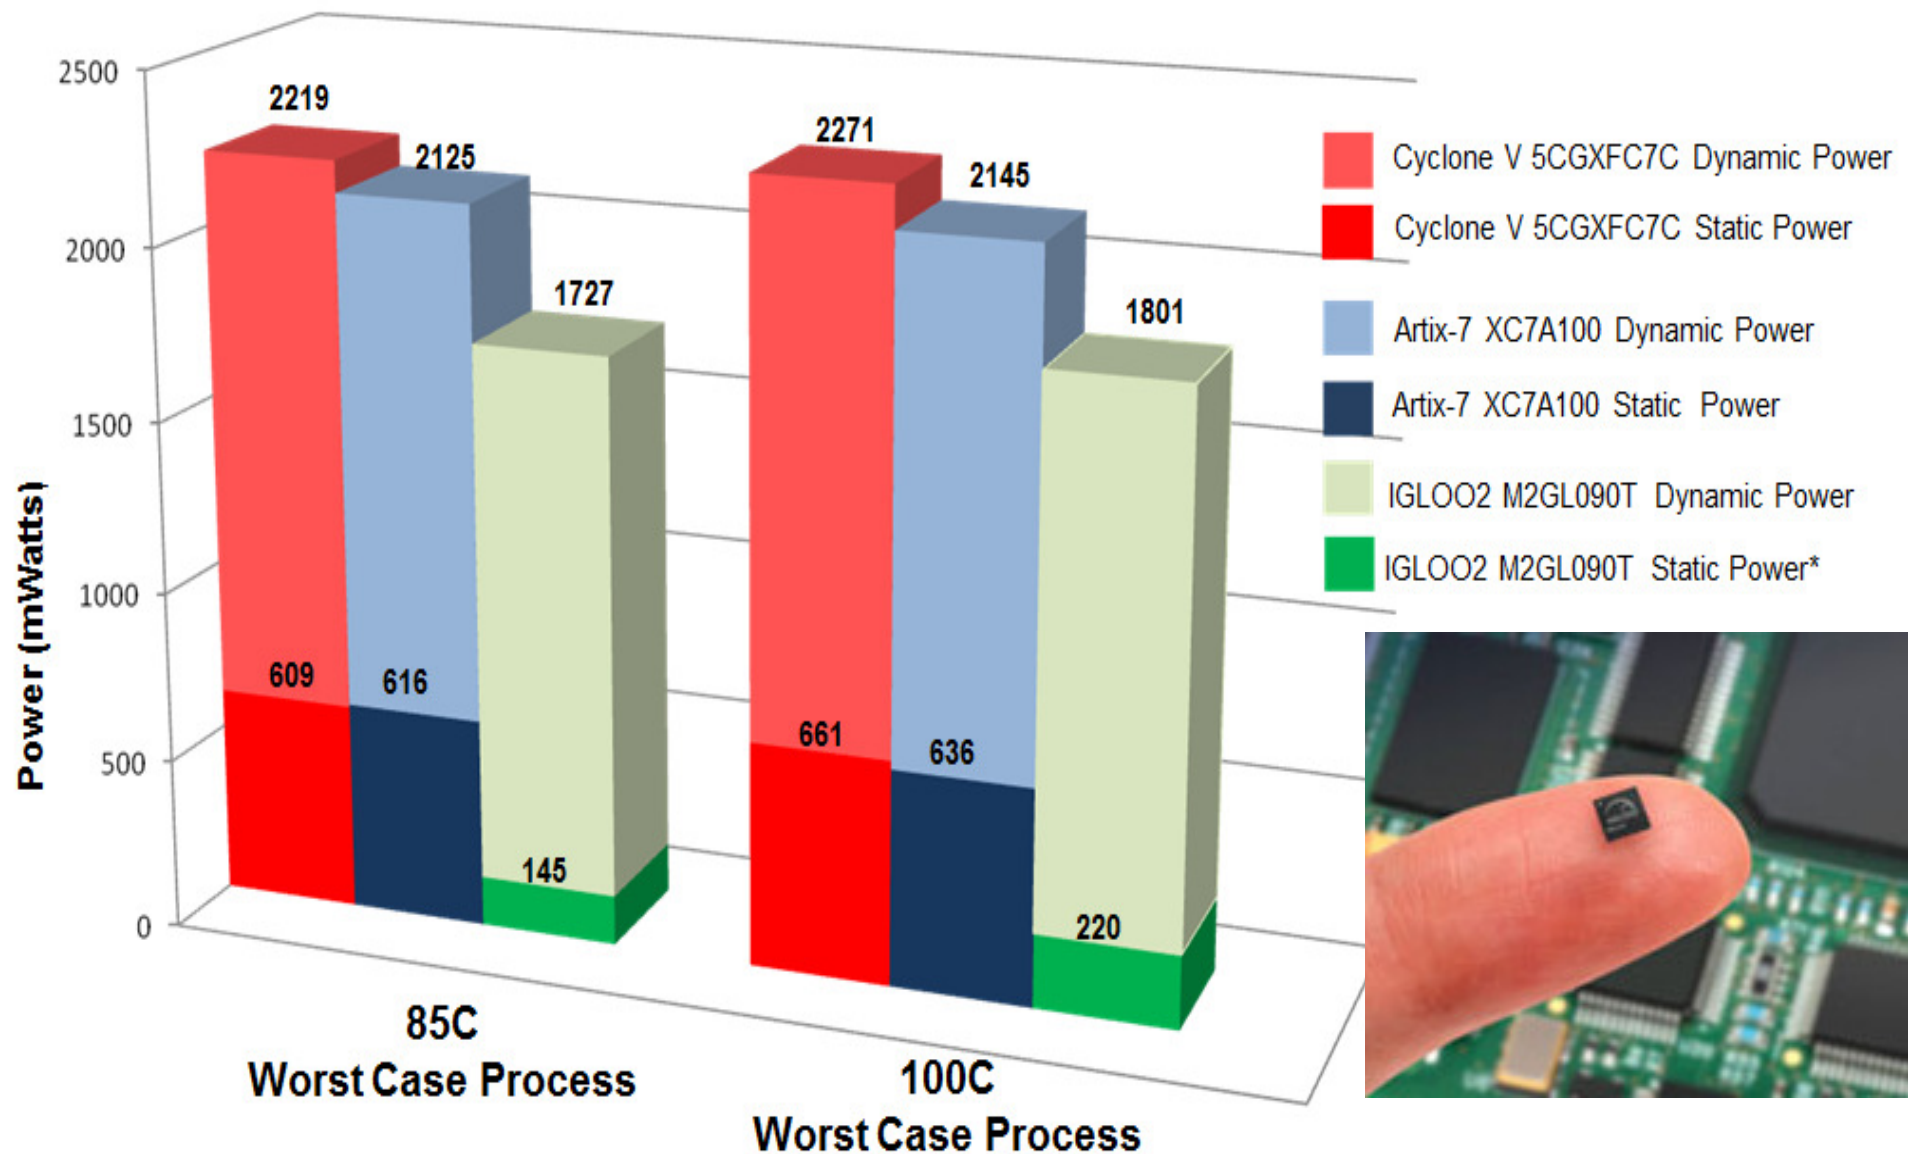 2500
2000
1500
1000
500
0
Power (mWatts)
2219
2125
1727
609
616
145
2271
2145
1801
661
636
220
85C
Worst Case Process
100C
Worst Case Process
Cyclone V 5CGXFC7C Dynamic Power
Cyclone V 5CGXFC7C Static Power
Artix-7 XC7A100 Dynamic Power
Artix-7 XC7A100 Static Power
IGLOO2 M2GL090T Dynamic Power
IGLOO2 M2GL090T Static Power*